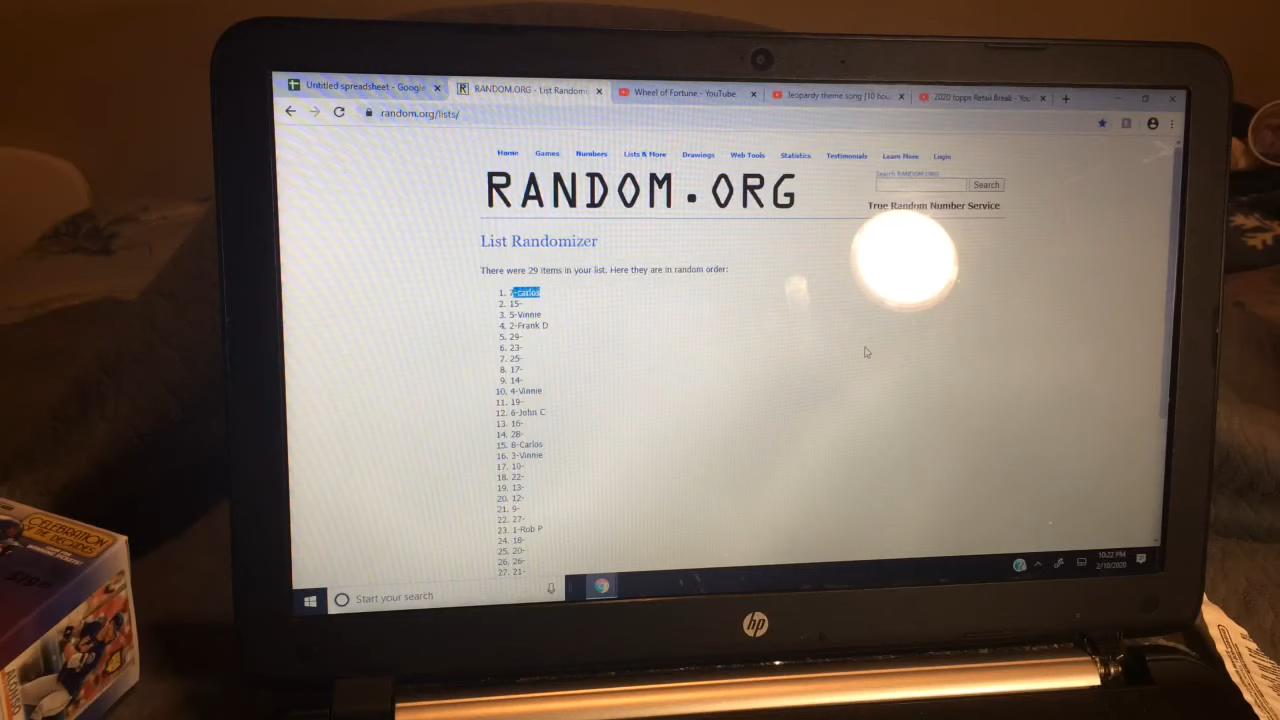 Untitled spreadsheet - Google
RANDOM.ORG - List Random
Wheel of Fortune - YouTube
jeopardy theme song (10 hou
2020 topps Retail Break - You
random.org/lists/
Home Games Numbers Lists & More Drawings Web Tools Statistics Testimonials Learn More Login
RANDOM.ORG
Search RANDOM.ORG
Search
True Random Number Service
List Randomizer
There were 29 items in your list. Here they are in random order:
1. 7-carlos
2. 15-
3. 5-Vinnie
4. 2-Frank D
5. 29-
6. 23-
7. 25-
8. 17-
9. 14-
10. 4-Vinnie
11. 19-
12. 6-John C
13. 16-
14. 28-
15. 8-Carlos
16. 3-Vinnie
17. 10-
18. 22-
19. 13-
20. 12-
21. 9-
22. 27-
23. 1-Rob P
24. 18-
25. 20-
26. 26-
27. 21-
Start your search
10:22 PM
2/10/2020
hp
CELEBRATION
OF THE DECADES
ALONSO